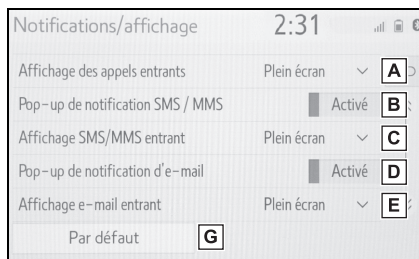 Notifications/affichage 2:31
Affichage des appels entrants Plein écran A
Pop-up de notification SMS / MMS Activé B
Affichage SMS/MMS entrant Plein écran C
Pop-up de notification d'e-mail Activé D
Affichage e-mail entrant Plein écran E
Par défaut G